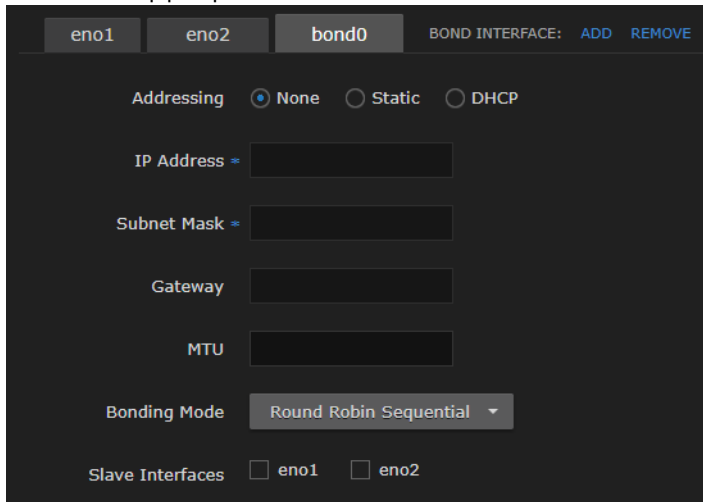 eno1 eno2 bond0 BOND INTERFACE: ADD REMOVE
Addressing None Static DHCP
IP Address *
Subnet Mask *
Gateway
MTU
Bonding Mode Round Robin Sequential
Slave Interfaces eno1 eno2